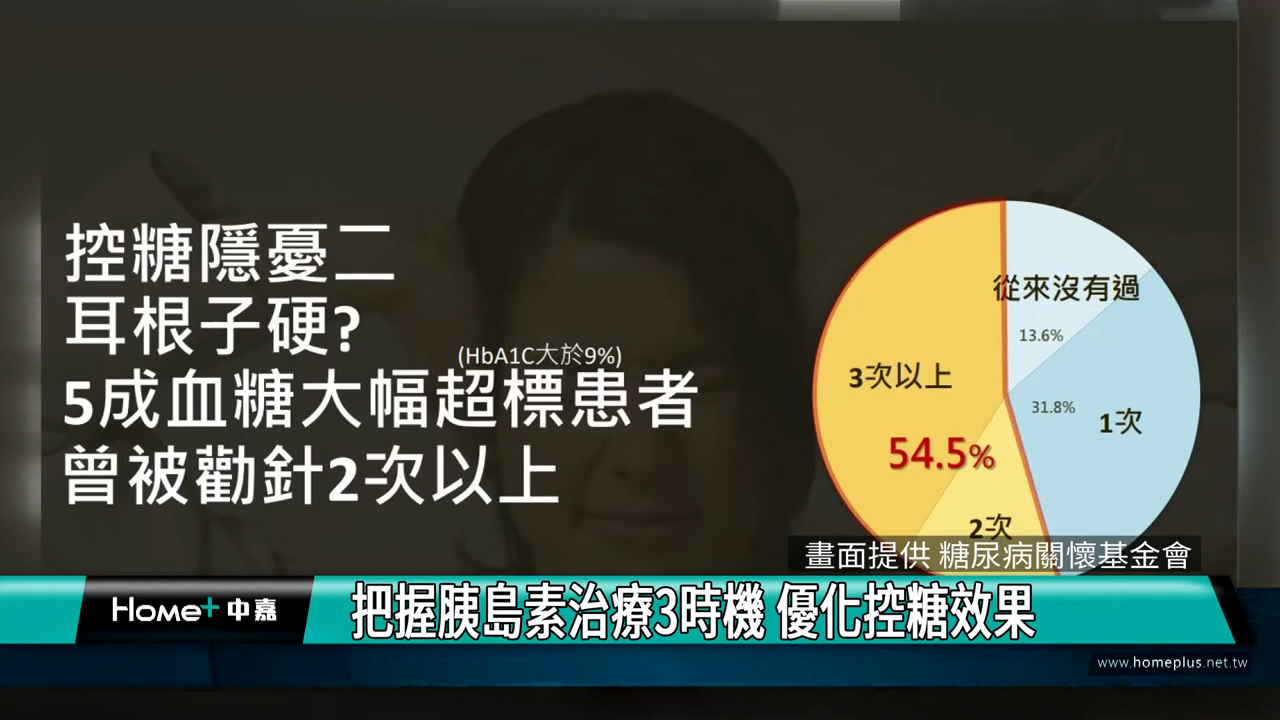 控糖隱憂二
耳根子硬?
(HbA1C大於9%)
5成血糖大幅超標患者
曾被勸針2次以上
從來沒有過
13.6%
31.8%
1次
3次以上
54.5%
2次
畫面提供 糖尿病關懷基金會
Home+中嘉
把握胰島素治療3時機 優化控糖效果
www.homeplus.net.tw